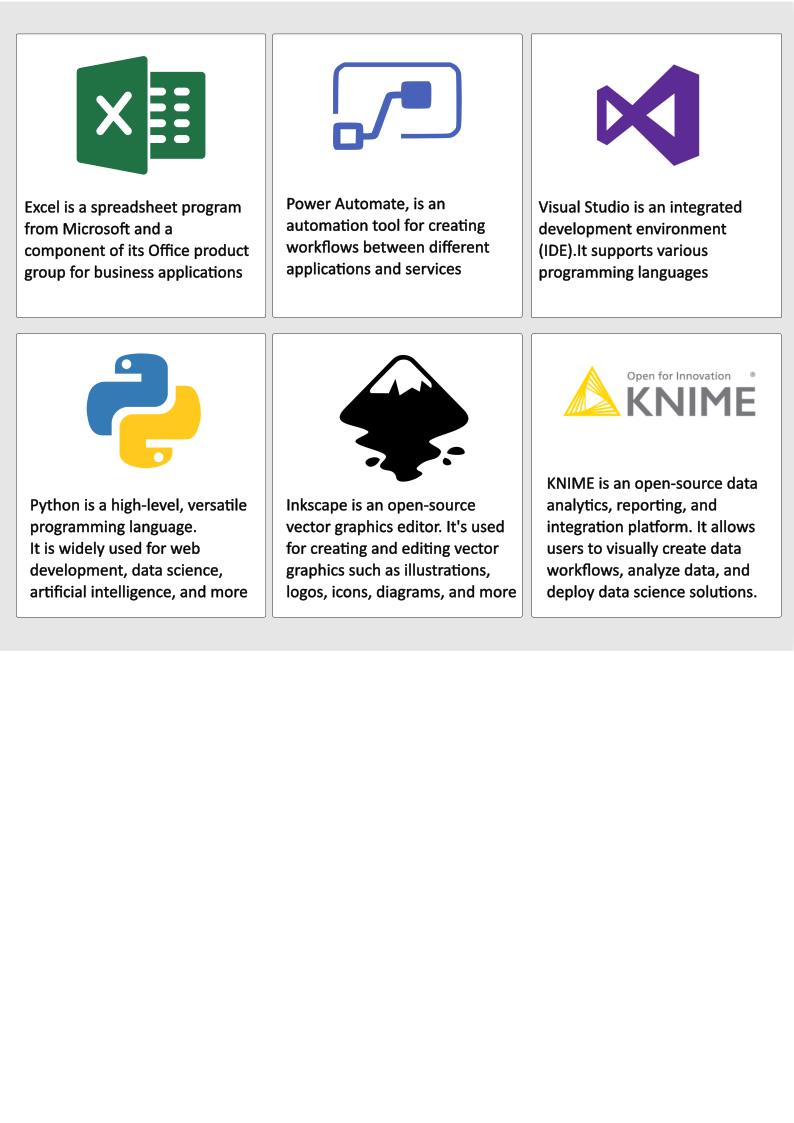 X
Excel is a spreadsheet program
from Microsoft and a
component of its Office product
group for business applications
Power Automate, is an
automation tool for creating
workflows between different
applications and services
Visual Studio is an integrated
development environment
(IDE).It supports various
programming languages
Python is a high-level, versatile
programming language.
It is widely used for web
development, data science,
artificial intelligence, and more
Inkscape is an open-source
vector graphics editor. It's used
for creating and editing vector
graphics such as illustrations,
logos, icons, diagrams, and more
Open for Innovation ®
KNIME
KNIME is an open-source data
analytics, reporting, and
integration platform. It allows
users to visually create data
workflows, analyze data, and
deploy data science solutions.